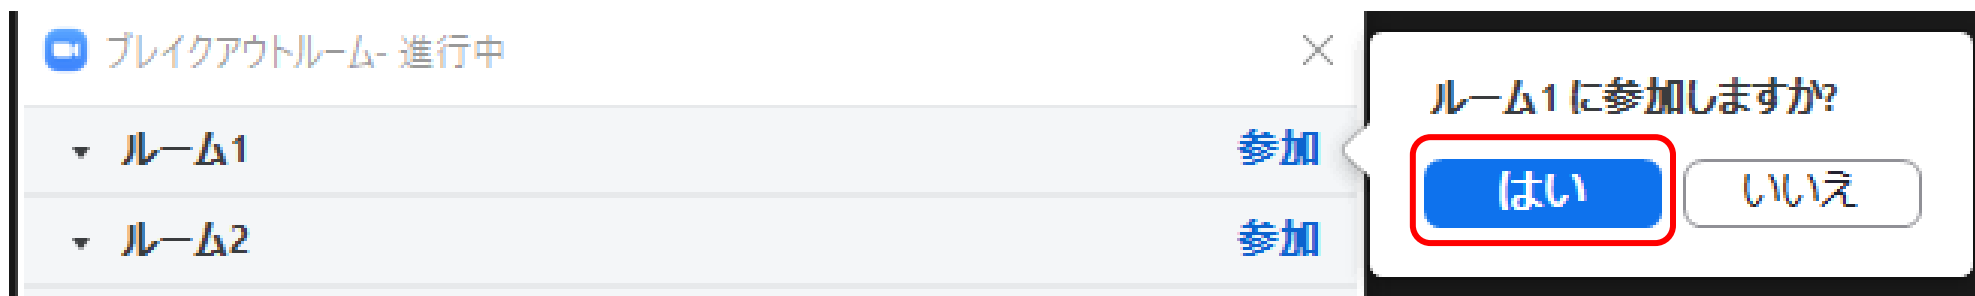 ブレイクアウトルーム- 進行中
ルーム1 参加
ルーム2 参加
ルーム1 に参加しますか?
はい いいえ